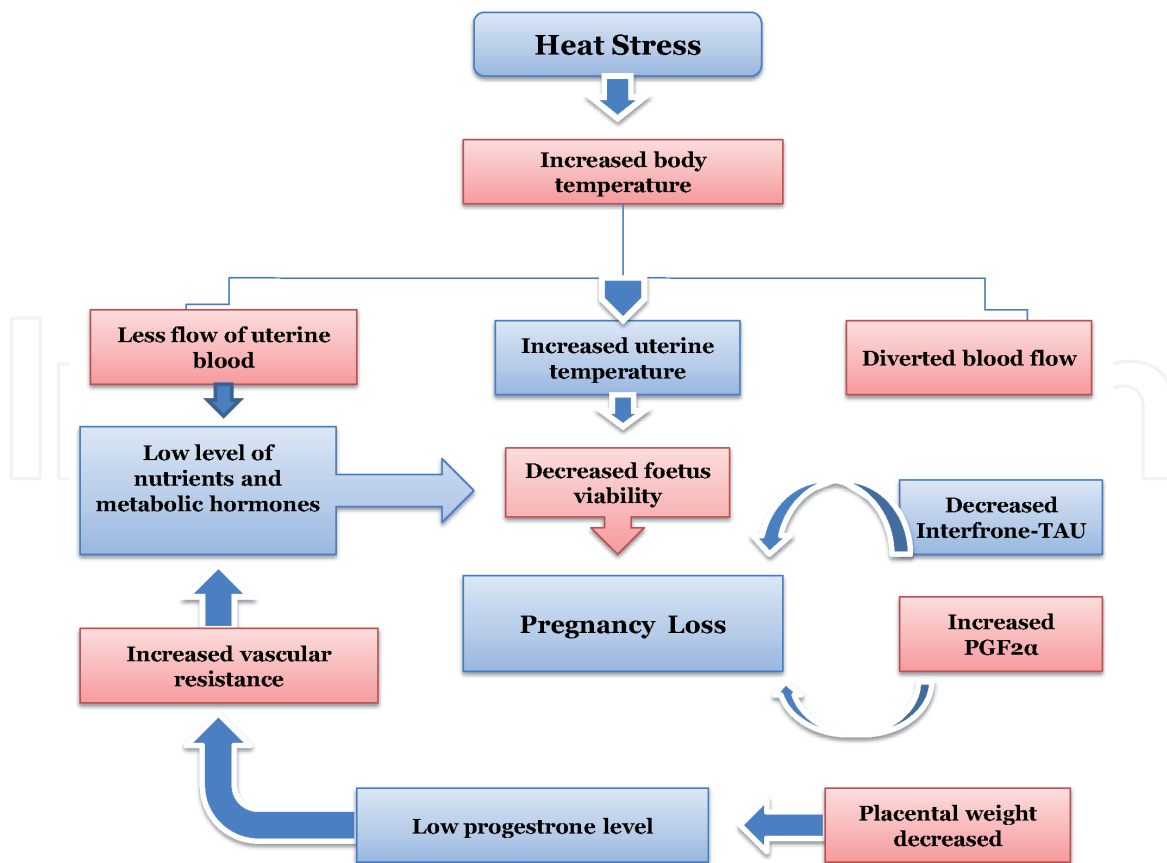 Heat Stress
Increased body
temperature
Less flow of uterine
blood
Increased uterine
temperature
Diverted blood flow
Low level of
nutrients and
metabolic hormones
Decreased foetus
viability
Decreased
Interfrone-TAU
Pregnancy Loss
Increased
PGF2α
Increased vascular
resistance
Low progestrone level
Placental weight
decreased